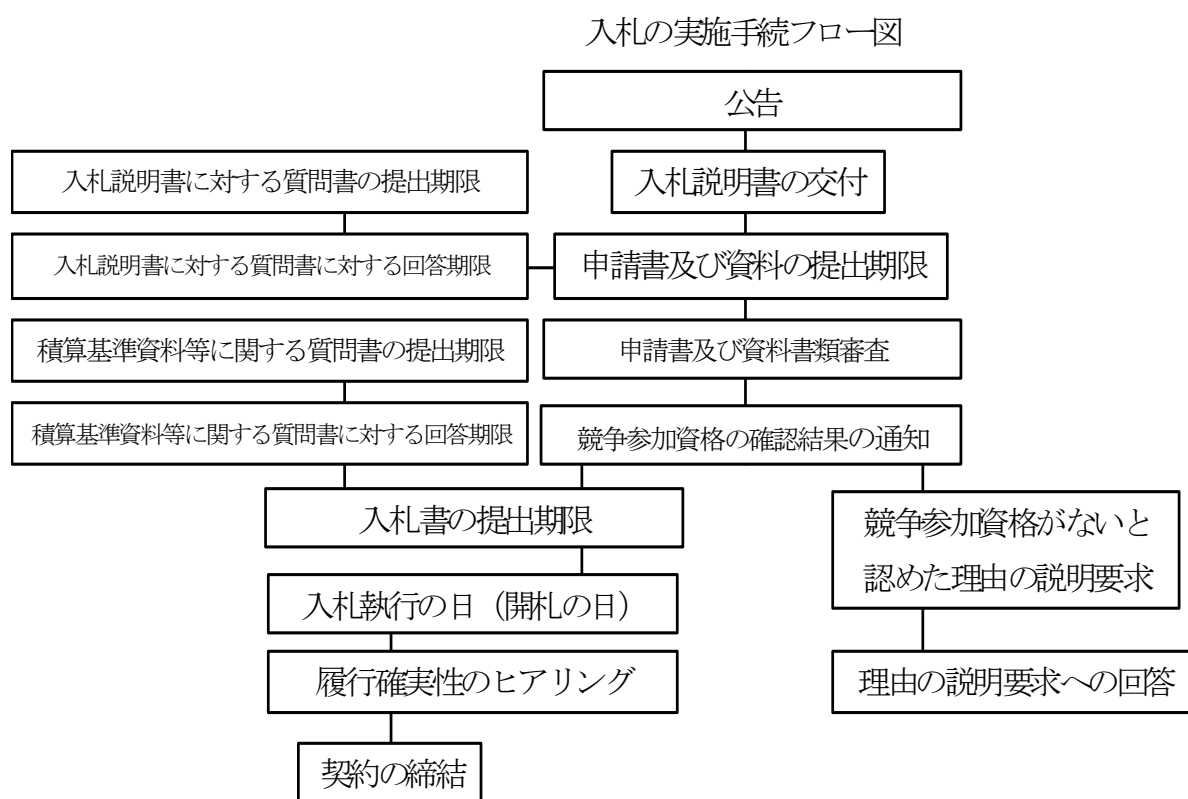 入札の実施手続フロー図
公告
入札説明書に対する質問書の提出期限
入札説明書の交付
入札説明書に対する質問書に対する回答期限
申請書及び資料の提出期限
積算基準資料等に関する質問書の提出期限
申請書及び資料書類審査
積算基準資料等に関する質問書に対する回答期限
競争参加資格の確認結果の通知
入札書の提出期限
競争参加資格がないと
認めた理由の説明要求
入札執行の日（開札の日）
履行確実性のヒアリング
理由の説明要求への回答
契約の締結